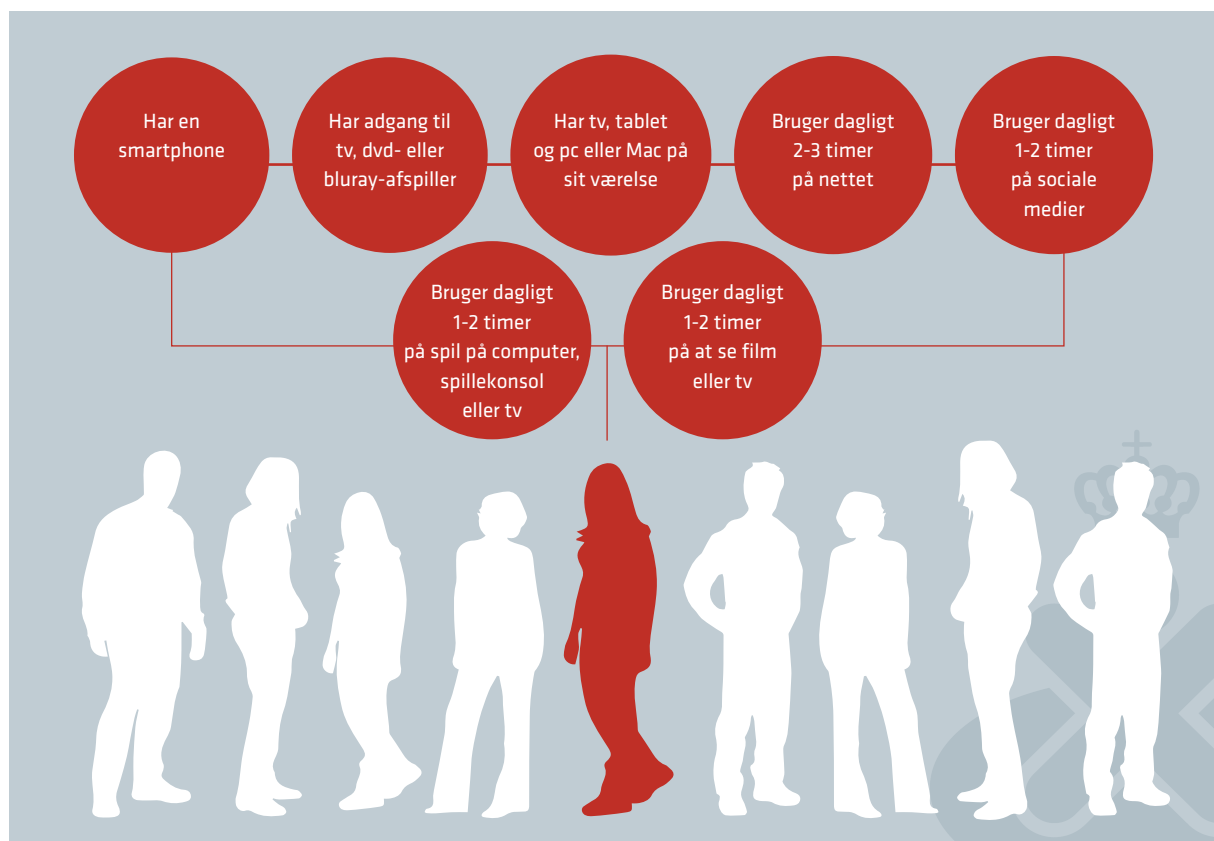 Har en
smartphone
Har adgang til
tv, dvd- eller
bluray-afspiller
Har tv, tablet
og pc eller Mac på
sit værelse
Bruger dagligt
2-3 timer
på nettet
Bruger dagligt
1-2 timer
på sociale
medier
Bruger dagligt
1-2 timer
på spil på computer,
spillekonsol
eller tv
Bruger dagligt
1-2 timer
på at se film
eller tv